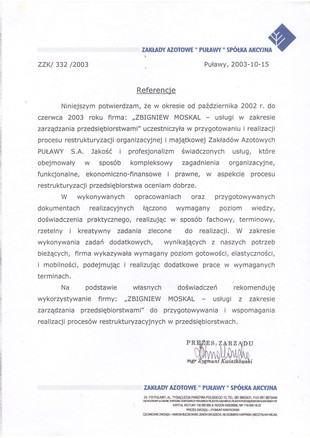 ZAKŁADY AZOTOWE "PUŁAWY" SPÓŁKA AKCYJNA
ZZK/ 332 /2003 Puławy, 2003-10-15
Referencje
Niniejszym potwierdzam, że w okresie od października 2002 r. do
czerwca 2003 roku firma: „ZBIGNIEW MOSKAL – usługi w zakresie
zarządzania przedsiębiorstwami” uczestniczyła w przygotowaniu i realizacji
procesu restrukturyzacji organizacyjnej i majątkowej Zakładów Azotowych
PUŁAWY S.A. Jakość i profesjonalizm świadczonych usług, które
obejmowały w sposób kompleksowy zagadnienia organizacyjne,
funkcjonalne, ekonomiczno-finansowe i prawne, w aspekcie procesu
restrukturyzacji przedsiębiorstwa oceniam dobrze.
W wykonywanych opracowaniach oraz przygotowywanych
dokumentach realizacyjnych łączono wymagany poziom wiedzy,
doświadczenia praktycznego, realizując w sposób fachowy, terminowy,
rzetelny i kreatywny zadania zlecone do realizacji. W zakresie
wykonywania zadań dodatkowych, wynikających z naszych potrzeb
bieżących, firma wykazywała wymagany poziom gotowości, elastyczności,
i mobilności, podejmując i realizując dodatkowe prace w wymaganych
terminach.
Na podstawie własnych doświadczeń rekomenduję
wykorzystywanie firmy: „ZBIGNIEW MOSKAL – usługi z zakresie
zarządzania przedsiębiorstwami” do przygotowywania i wspomagania
realizacji procesów restrukturyzacyjnych w przedsiębiorstwach.
PREZES ZARZĄDU
mgr Zygmunt Kwiatkowski
ZAKŁADY AZOTOWE "PUŁAWY" SPÓŁKA AKCYJNA